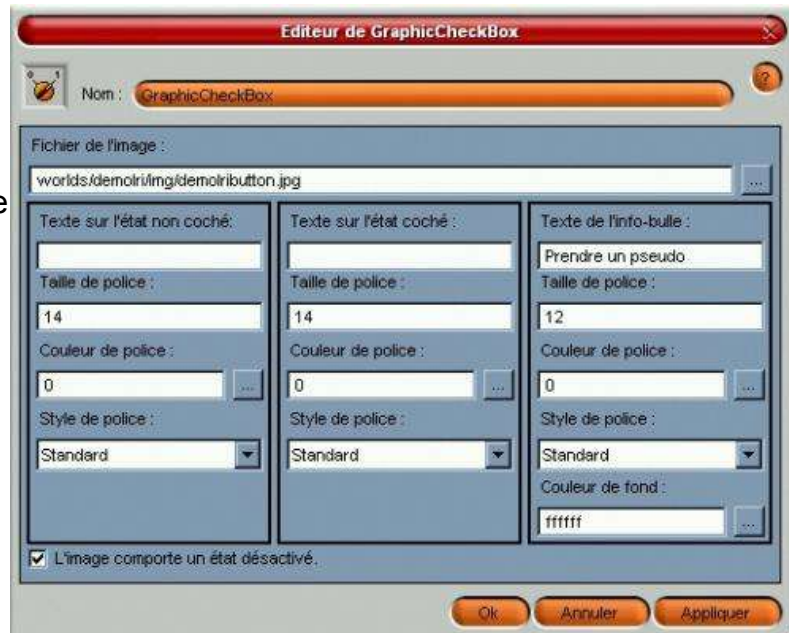 Editeur de GraphicCheckBox
0 1
Nom : GraphicCheckBox
?
Fichier de l'image :
worlds/demolri/img/demolributton.jpg ...
e
Texte sur l'état non coché:
Taille de police :
14
Couleur de police :
0 ...
Style de police :
Standard
Texte sur l'état coché :
Taille de police :
14
Couleur de police :
0 ...
Style de police :
Standard
Texte de l'info-bulle :
Prendre un pseudo
Taille de police :
12
Couleur de police :
0 ...
Style de police :
Standard
Couleur de fond :
ffffff ...
L'image comporte un état désactivé.
Ok Annuler Appliquer